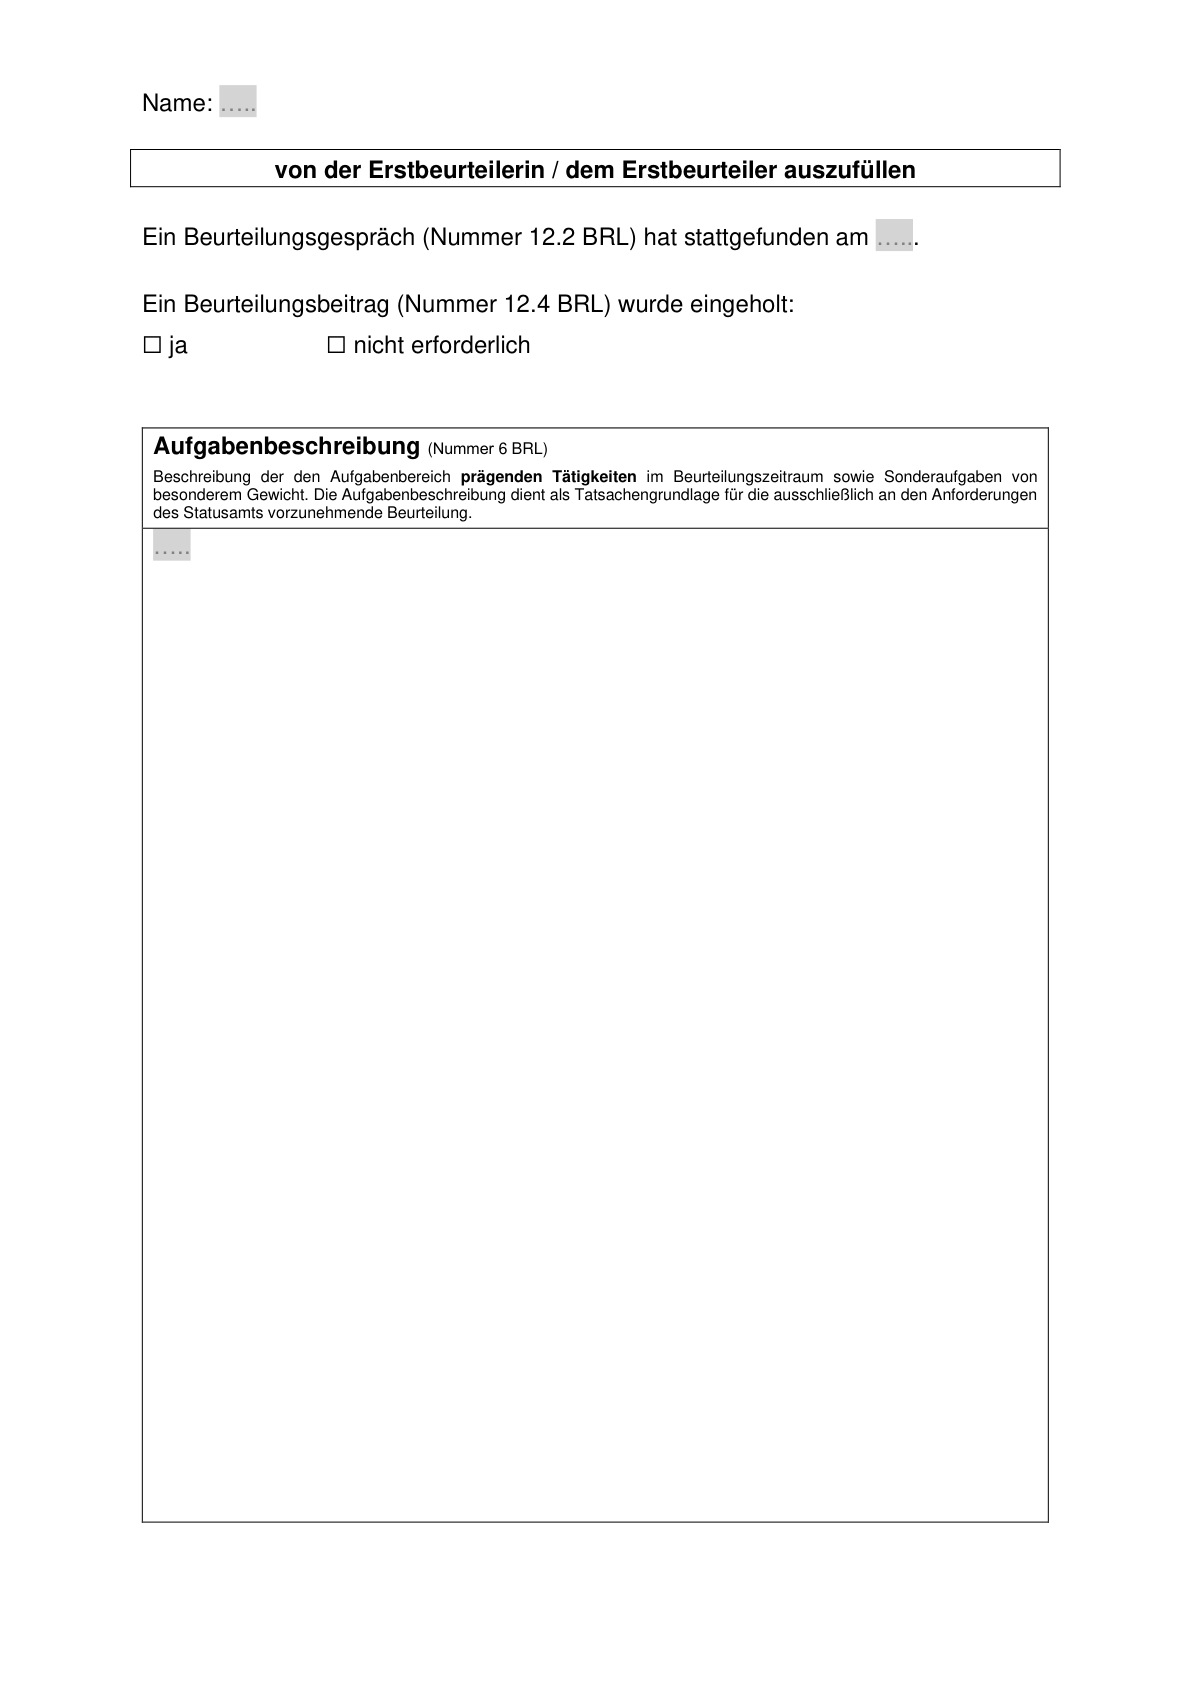 Name: .....
von der Erstbeurteilerin / dem Erstbeurteiler auszufüllen
Ein Beurteilungsgespräch (Nummer 12.2 BRL) hat stattgefunden am ......
Ein Beurteilungsbeitrag (Nummer 12.4 BRL) wurde eingeholt:
☐ ja ☐ nicht erforderlich
Aufgabenbeschreibung (Nummer 6 BRL)
Beschreibung der den Aufgabenbereich prägenden Tätigkeiten im Beurteilungszeitraum sowie Sonderaufgaben von
besonderem Gewicht. Die Aufgabenbeschreibung dient als Tatsachengrundlage für die ausschließlich an den Anforderungen
des Statusamts vorzunehmende Beurteilung.
.....